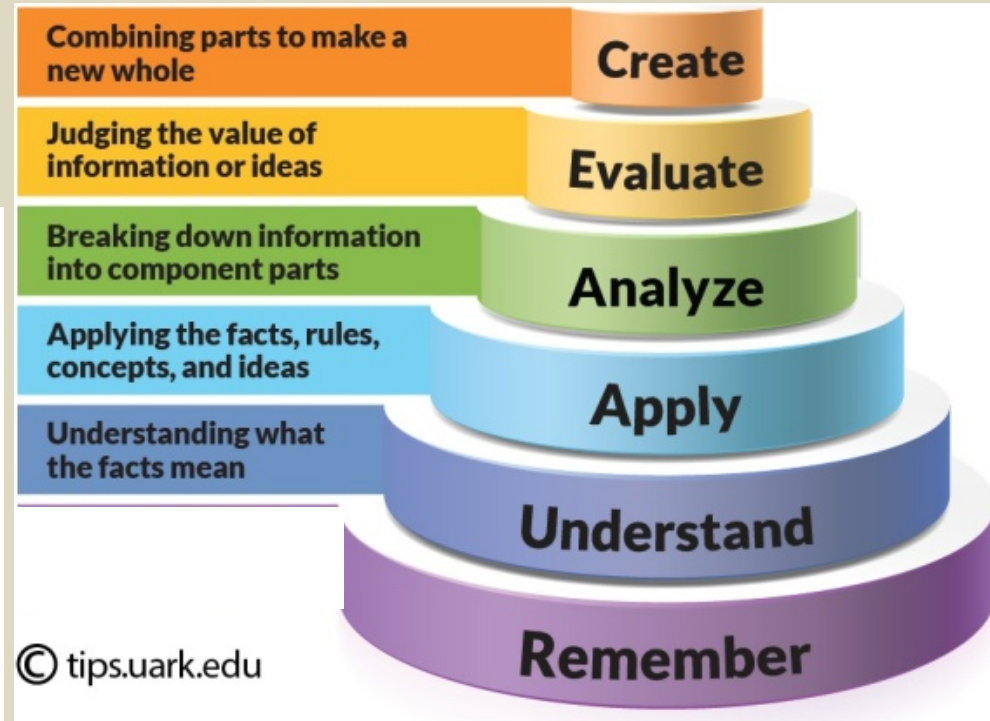 Combining parts to make a
new whole
Create
Judging the value of
information or ideas
Evaluate
Breaking down information
into component parts
Analyze
Applying the facts, rules,
concepts, and ideas
Apply
Understanding what
the facts mean
Understand
Remember
© tips.uark.edu